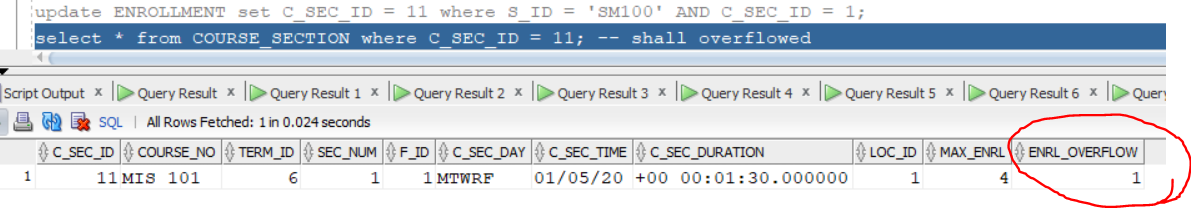 update ENROLLMENT set C_SEC_ID = 11 where S_ID = 'SM100' AND C_SEC_ID = 1;
select * from COURSE_SECTION where C_SEC_ID = 11; -- shall overflowed
Script Output x Query Result x Query Result 1 x Query Result 2 x Query Result 3 x Query Result 4 x Query Result 5 x Query Result 6 x Query
SQL | All Rows Fetched: 1 in 0.024 seconds
C_SEC_ID COURSE_NO TERM_ID SEC_NUM F_ID C_SEC_DAY C_SEC_TIME C_SEC_DURATION LOC_ID MAX_ENRL ENRL_OVERFLOW
1 11 MIS 101 6 1 1 MTWRF 01/05/20 +00 00:01:30.000000 1 4 1